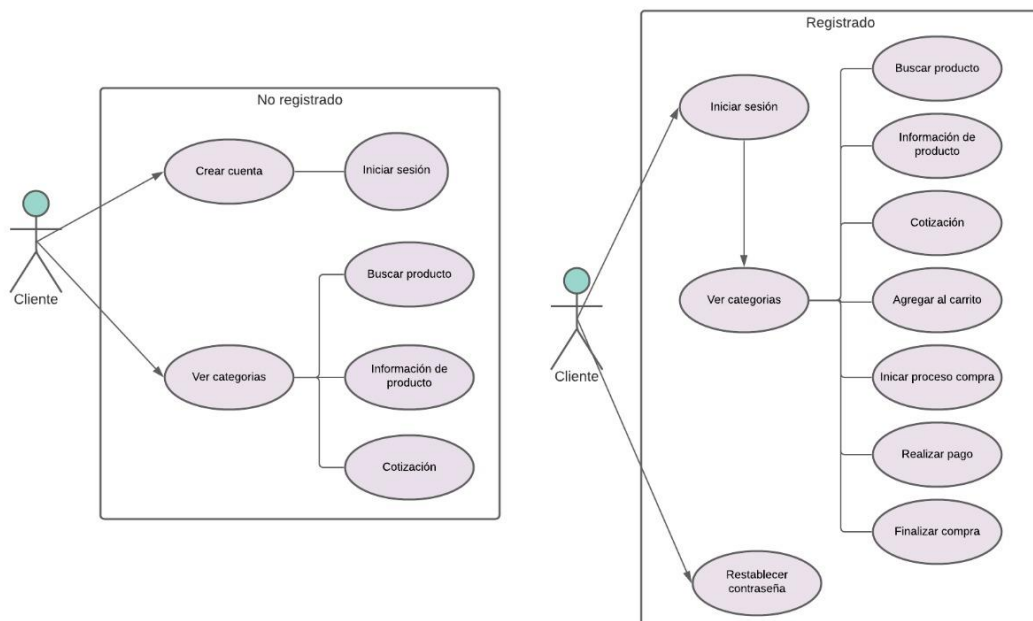 No registrado
Crear cuenta
Iniciar sesión
Buscar producto
Cliente
Ver categorias
Información de
producto
Cotización
Registrado
Iniciar sesión
Buscar producto
Información de
producto
Cotización
Cliente
Ver categorias
Agregar al carrito
Inicar proceso compra
Realizar pago
Finalizar compra
Restablecer
contraseña